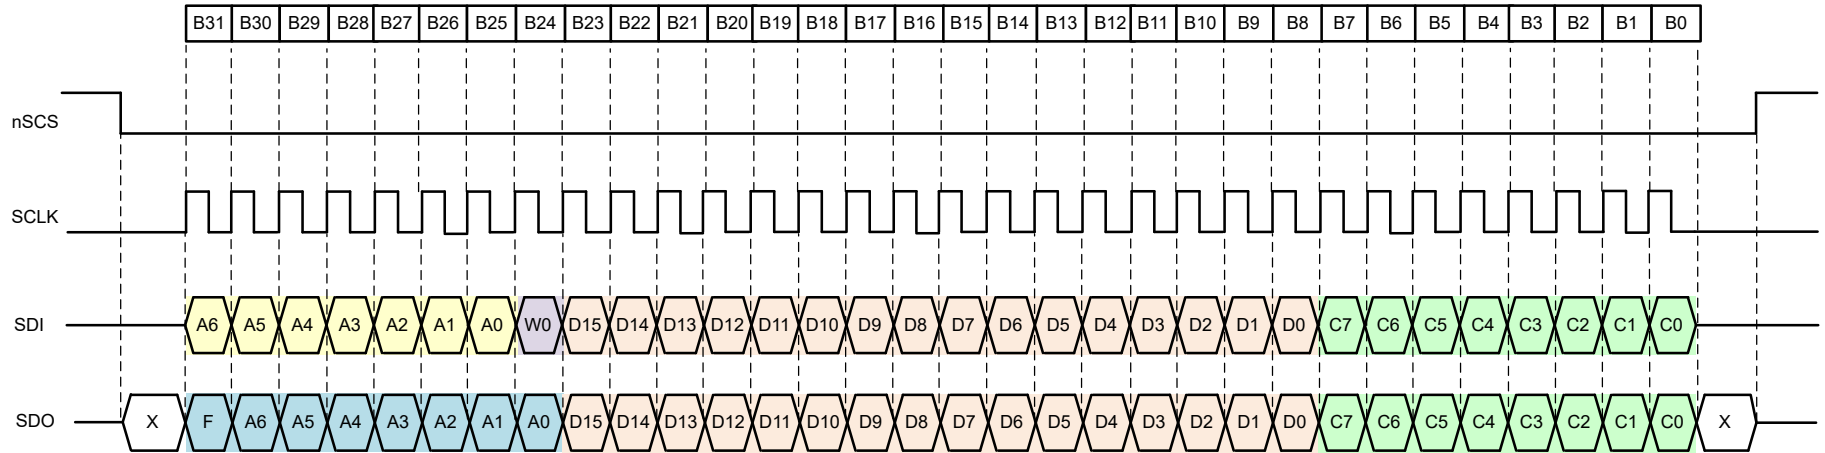 B31 B30 B29 B28 B27 B26 B25 B24 B23 B22 B21 B20 B19 B18 B17 B16 B15 B14 B13 B12 B11 B10 B9 B8 B7 B6 B5 B4 B3 B2 B1 B0
nSCS
SCLK
SDI A6 A5 A4 A3 A2 A1 A0 W0 D15 D14 D13 D12 D11 D10 D9 D8 D7 D6 D5 D4 D3 D2 D1 D0 C7 C6 C5 C4 C3 C2 C1 C0
SDO X F A6 A5 A4 A3 A2 A1 A0 D15 D14 D13 D12 D11 D10 D9 D8 D7 D6 D5 D4 D3 D2 D1 D0 C7 C6 C5 C4 C3 C2 C1 C0 X